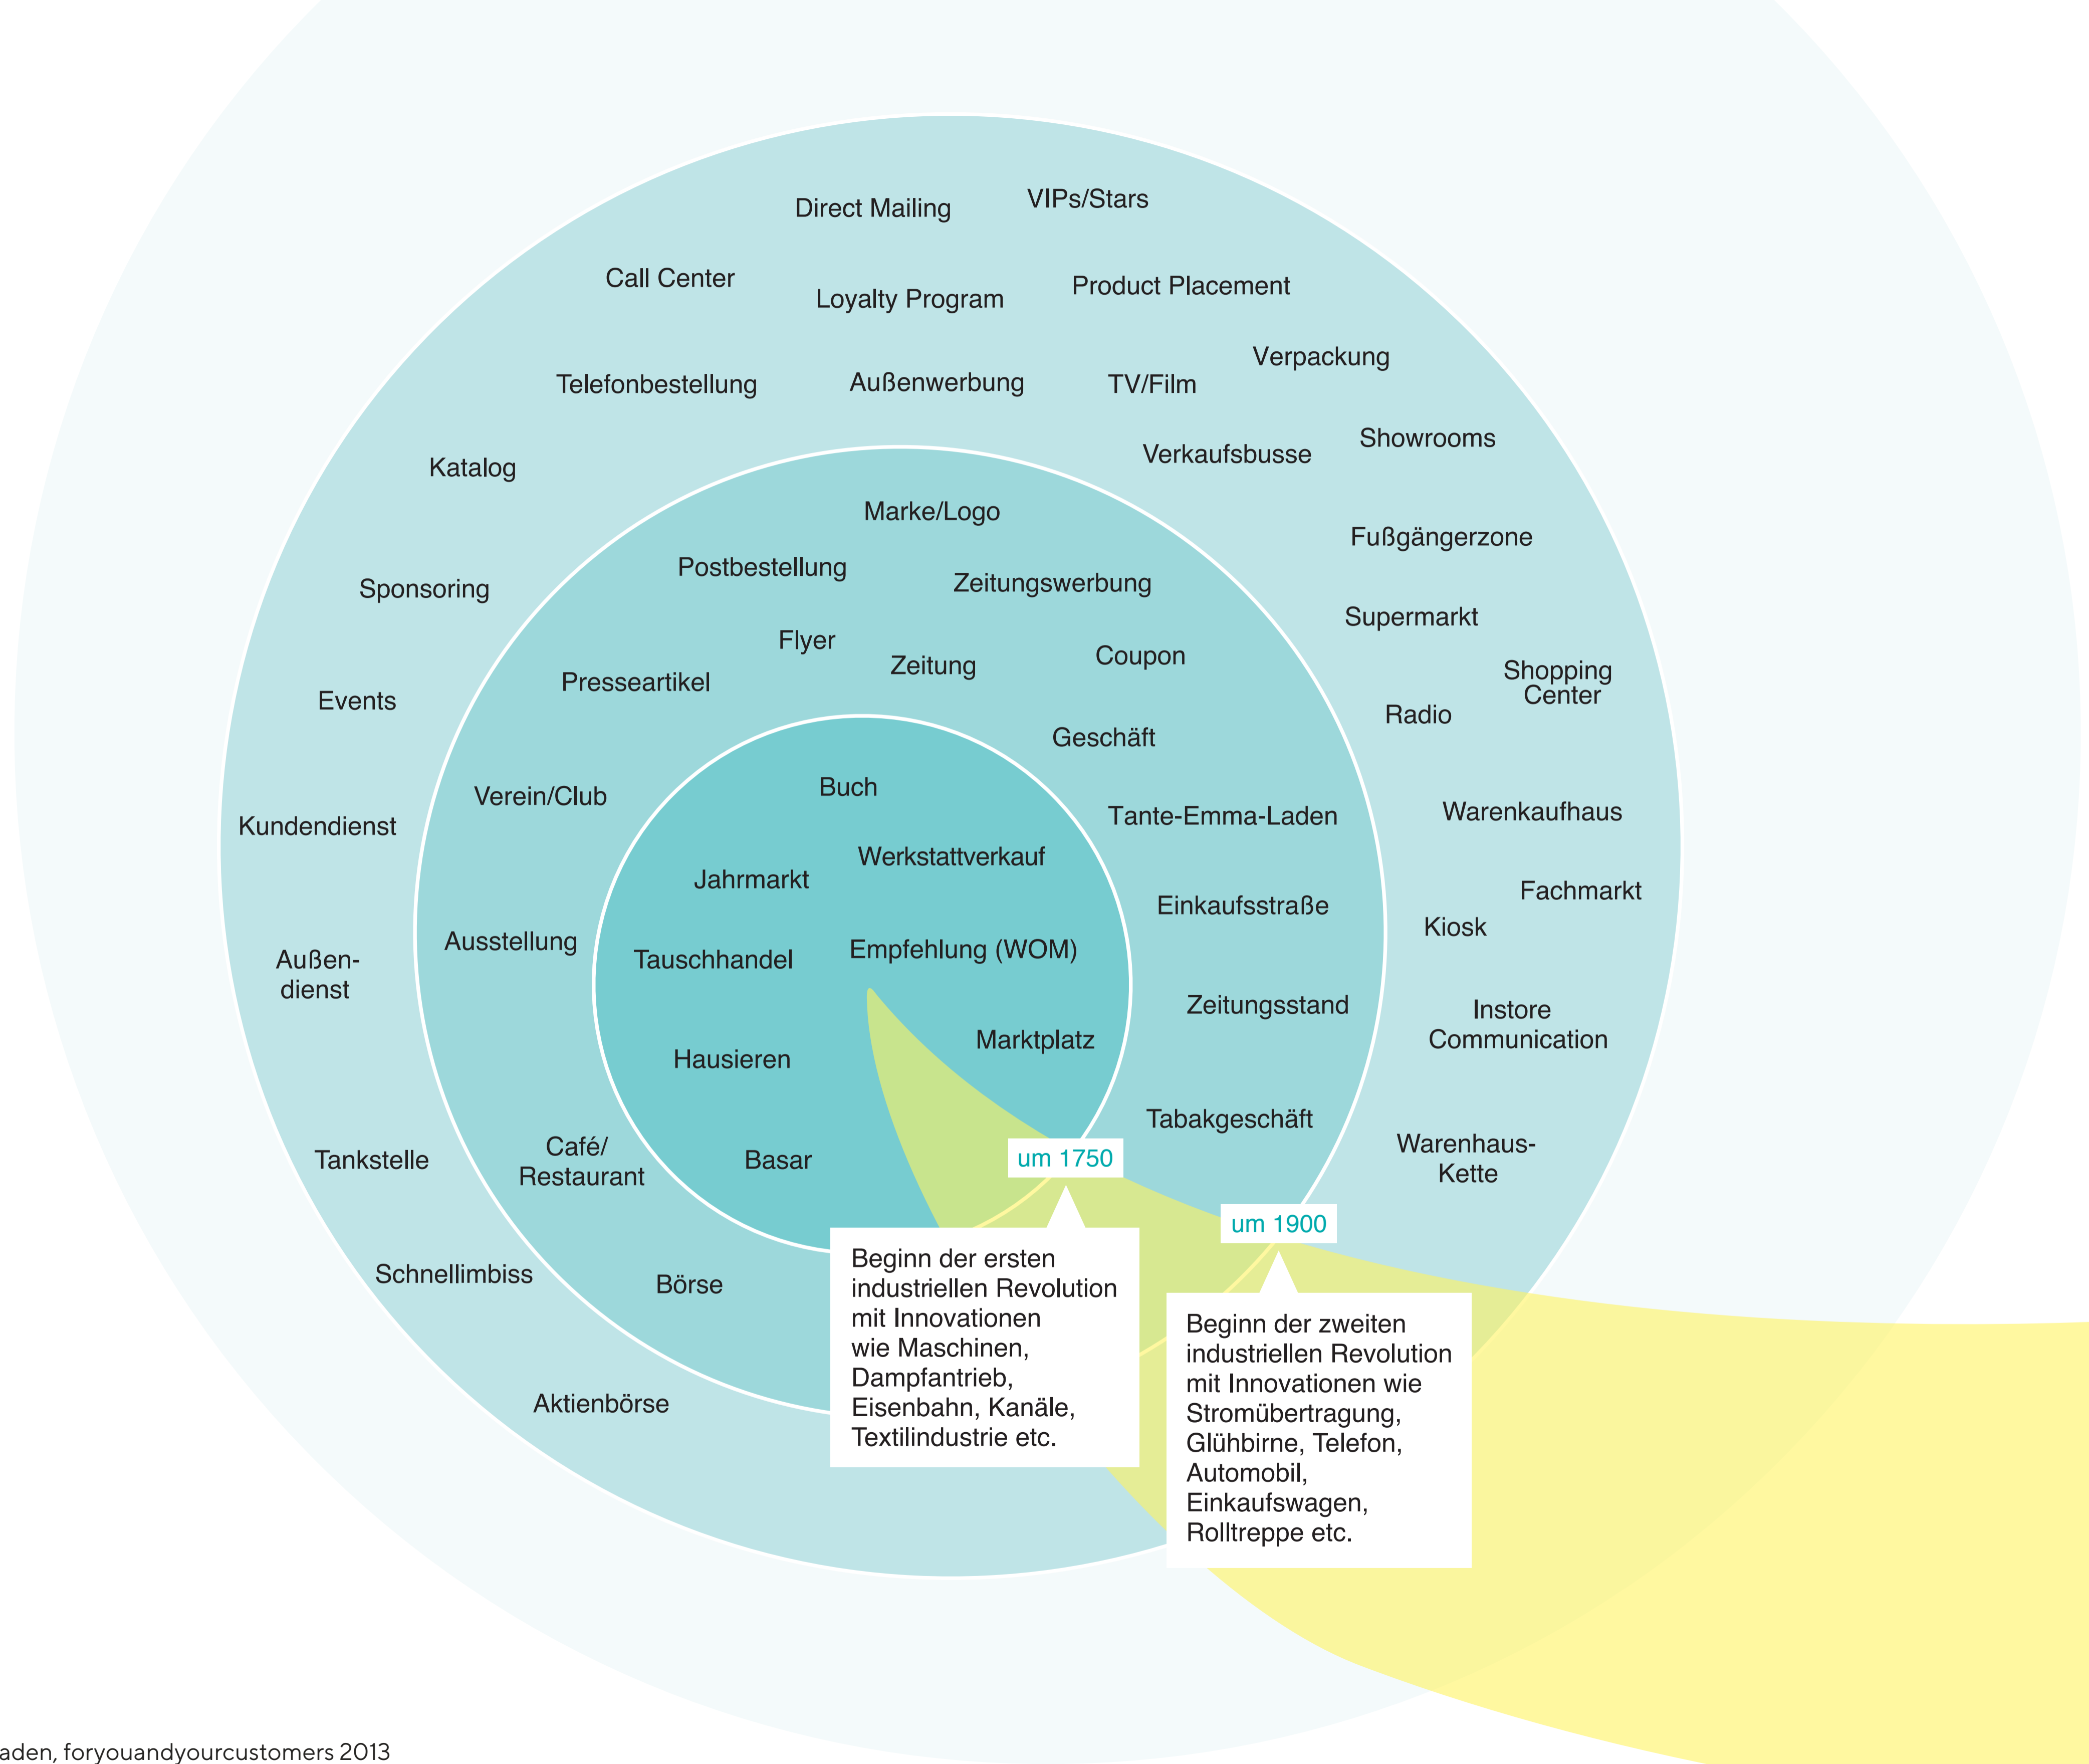 Direct Mailing
VIPs/Stars
Call Center
Loyalty Program
Product Placement
Verpackung
Telefonbestellung
Außenwerbung
TV/Film
Showrooms
Verkaufsbusse
Katalog
Marke/Logo
Fußgängerzone
Postbestellung
Zeitungswerbung
Sponsoring
Supermarkt
Flyer
Zeitung
Coupon
Shopping
Center
Presseartikel
Events
Radio
Geschäft
Buch
Verein/Club
Tante-Emma-Laden
Warenkaufhaus
Kundendienst
Werkstattverkauf
Jahrmarkt
Fachmarkt
Einkaufsstraße
Kiosk
Ausstellung
Tauschhandel
Empfehlung (WOM)
Außen-
dienst
Zeitungsstand
Instore
Communication
Marktplatz
Hausieren
Tabakgeschäft
Warenhaus-
Kette
Tankstelle
Café/
Restaurant
Basar
um 1750
um 1900
Schnellimbiss
Börse
Beginn der ersten
industriellen Revolution
mit Innovationen
wie Maschinen,
Dampfantrieb,
Eisenbahn, Kanäle,
Textilindustrie etc.
Beginn der zweiten
industriellen Revolution
mit Innovationen wie
Stromübertragung,
Glühbirne, Telefon,
Automobil,
Einkaufswagen,
Rolltreppe etc.
Aktienbörse
aden, foryouandyourcustomers 2013